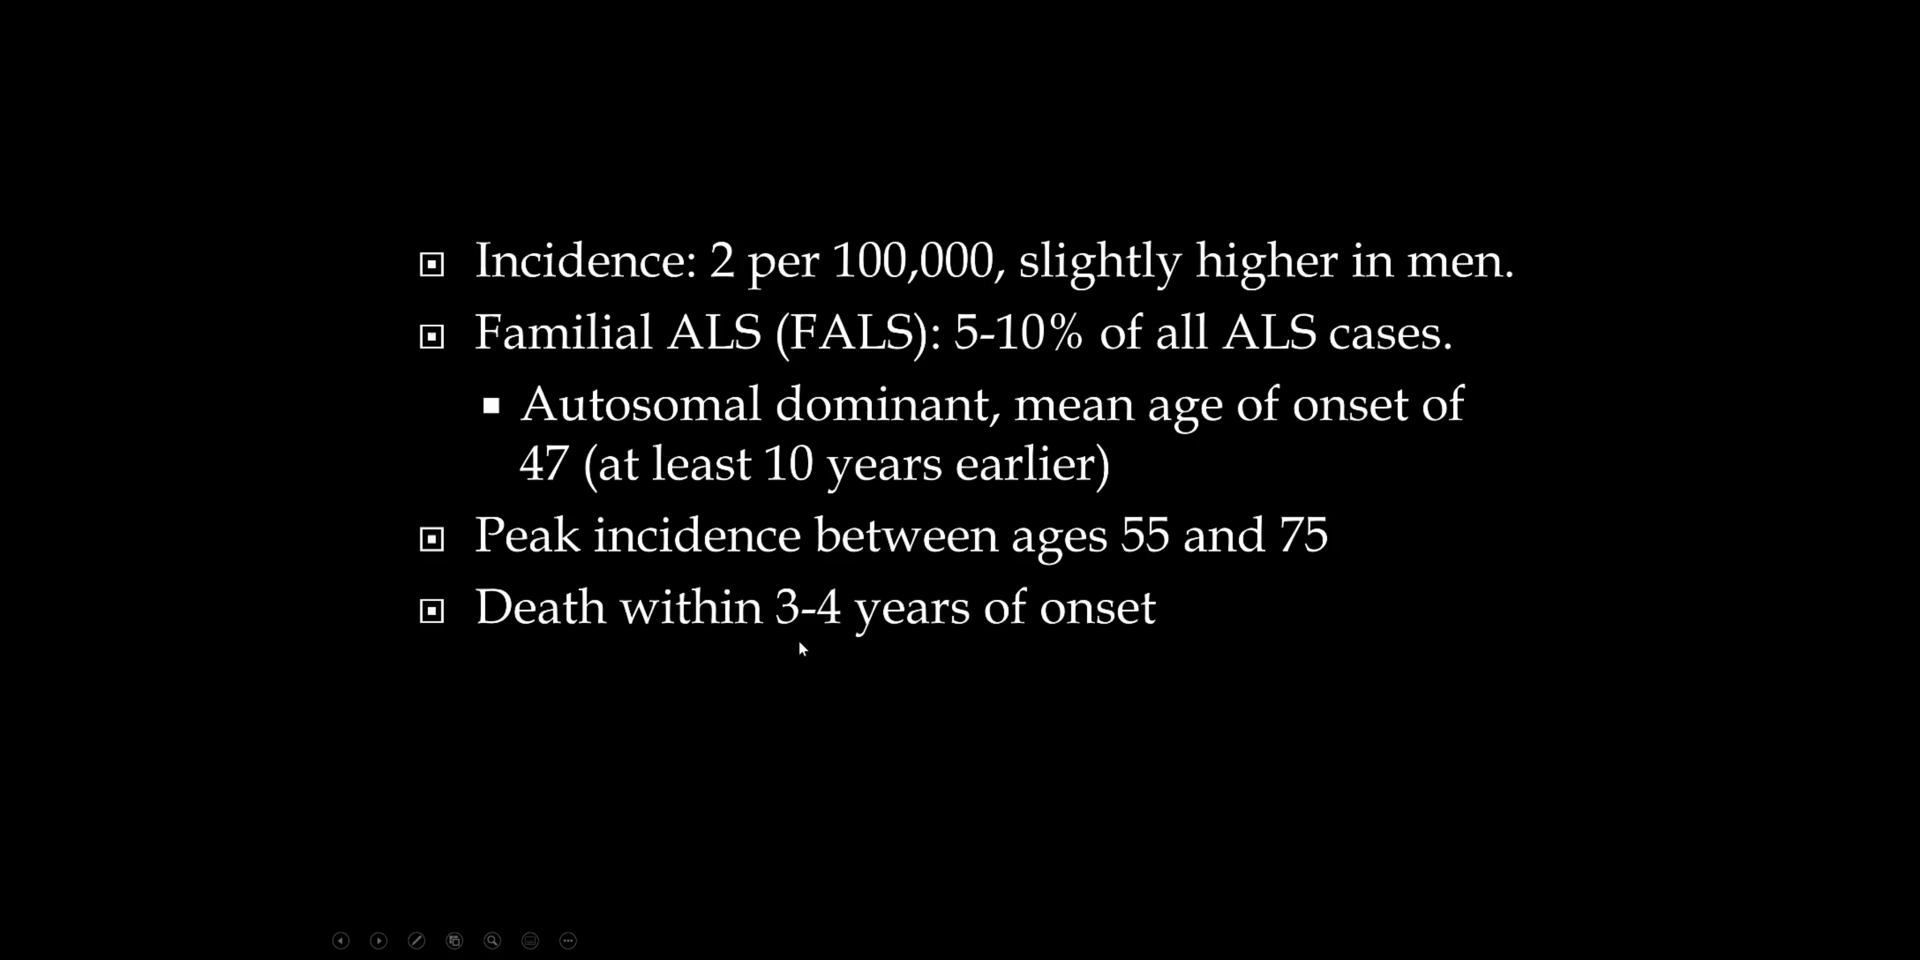 Incidence: 2 per 100,000, slightly higher in men.
Familial ALS (FALS): 5-10% of all ALS cases.
Autosomal dominant, mean age of onset of
47 (at least 10 years earlier)
Peak incidence between ages 55 and 75
Death within 3-4 years of onset